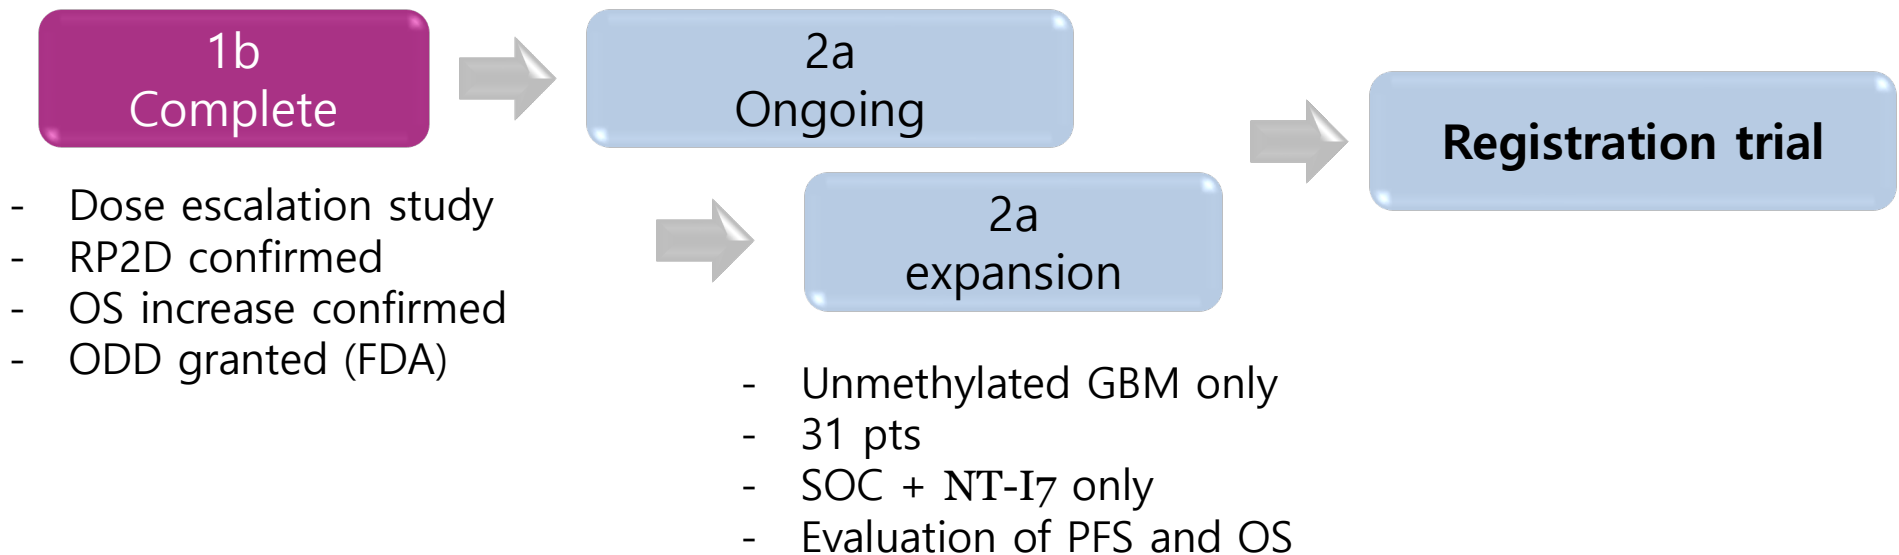 1b
Complete
- Dose escalation study
- RP2D confirmed
- OS increase confirmed
- ODD granted (FDA)
2a
Ongoing
2a
expansion
- Unmethylated GBM only
- 31 pts
- SOC + NT-I7 only
- Evaluation of PFS and OS
Registration trial